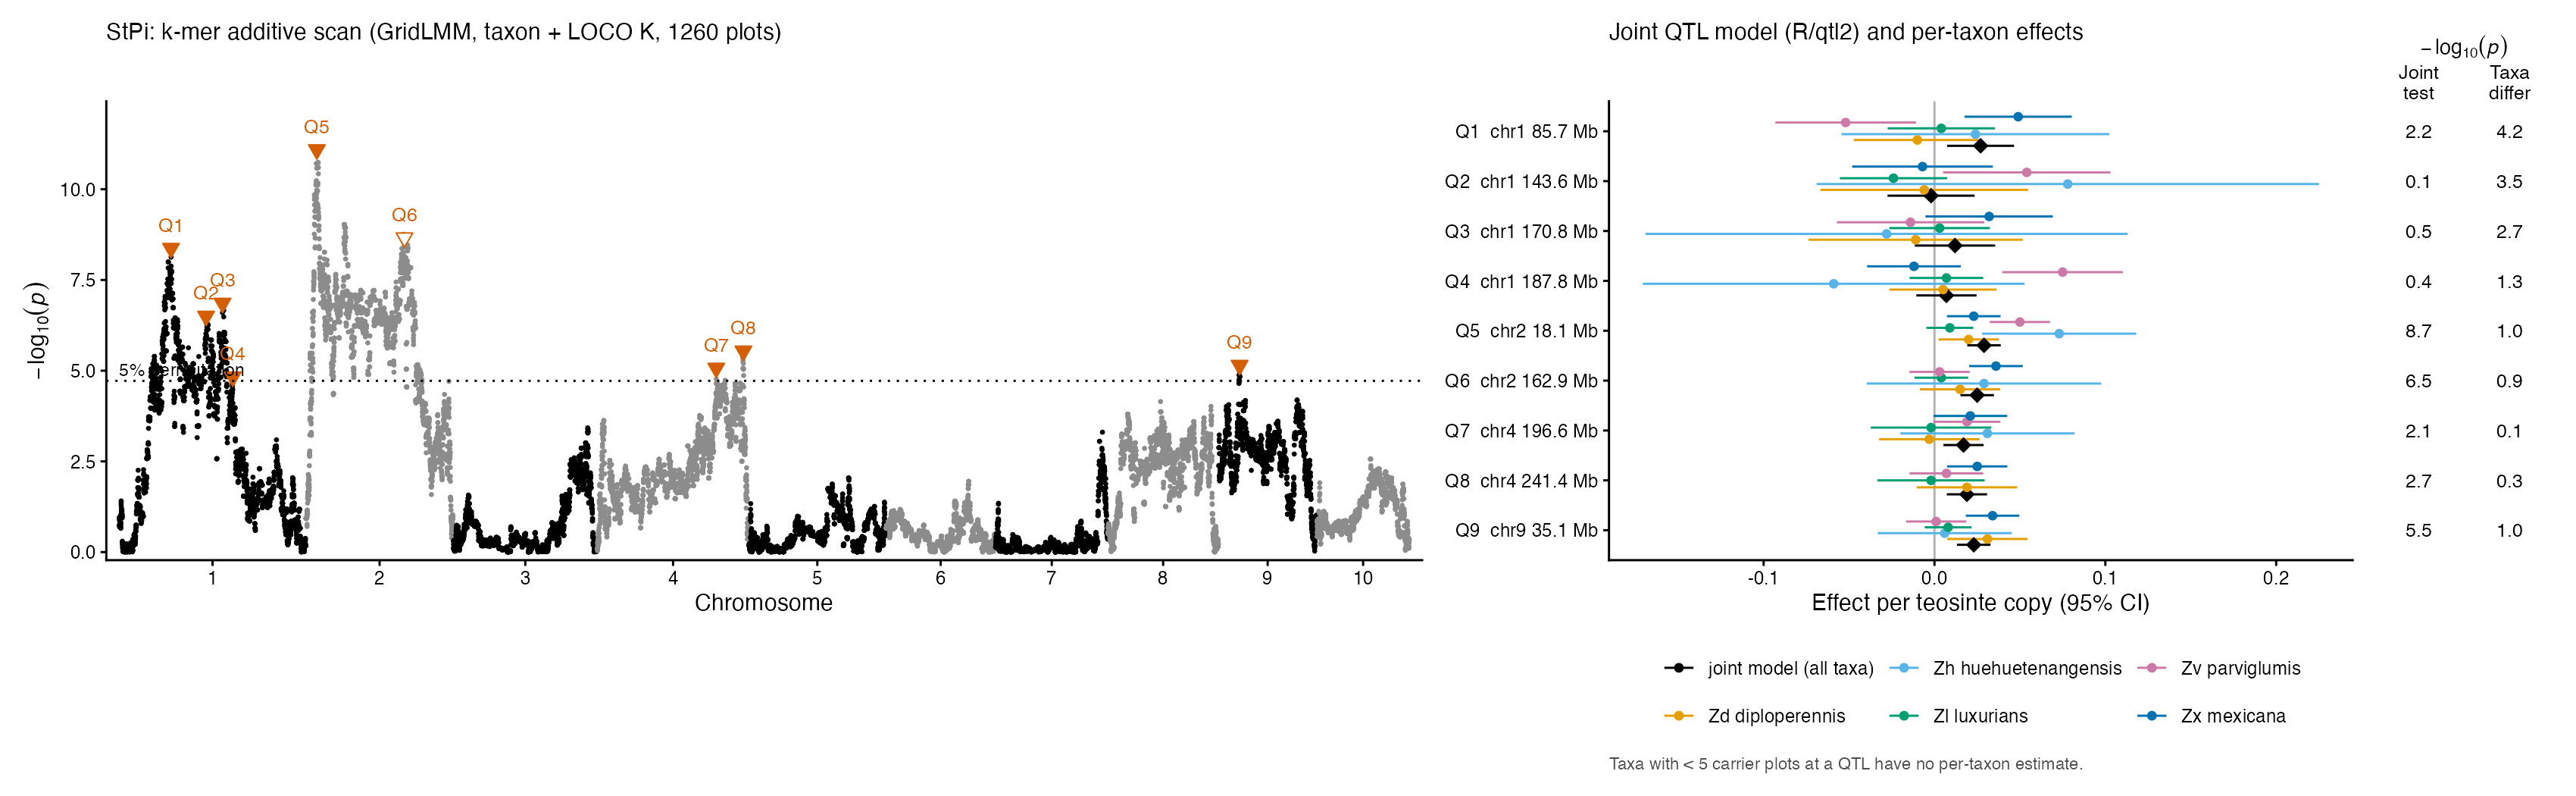 StPi: k-mer additive scan (GridLMM, taxon + LOCO K, 1260 plots)
Q5
Q1
Q6
Q3
Q2
Q4
Q8
Q7
Q9
5% permutation
10.0
7.5
5.0
2.5
0.0
−log10(p)
1 2 3 4 5 6 7 8 9 10
Chromosome
Joint QTL model (R/qtl2) and per-taxon effects
−log10(p)
Joint test
Taxa differ
Q1 chr1 85.7 Mb 2.2 4.2
Q2 chr1 143.6 Mb 0.1 3.5
Q3 chr1 170.8 Mb 0.5 2.7
Q4 chr1 187.8 Mb 0.4 1.3
Q5 chr2 18.1 Mb 8.7 1.0
Q6 chr2 162.9 Mb 6.5 0.9
Q7 chr4 196.6 Mb 2.1 0.1
Q8 chr4 241.4 Mb 2.7 0.3
Q9 chr9 35.1 Mb 5.5 1.0
-0.1 0.0 0.1 0.2
Effect per teosinte copy (95% CI)
joint model (all taxa) Zh huehuetenangensis Zv parviglumis
Zd diploperennis Zl luxurians Zx mexicana
Taxa with < 5 carrier plots at a QTL have no per-taxon estimate.